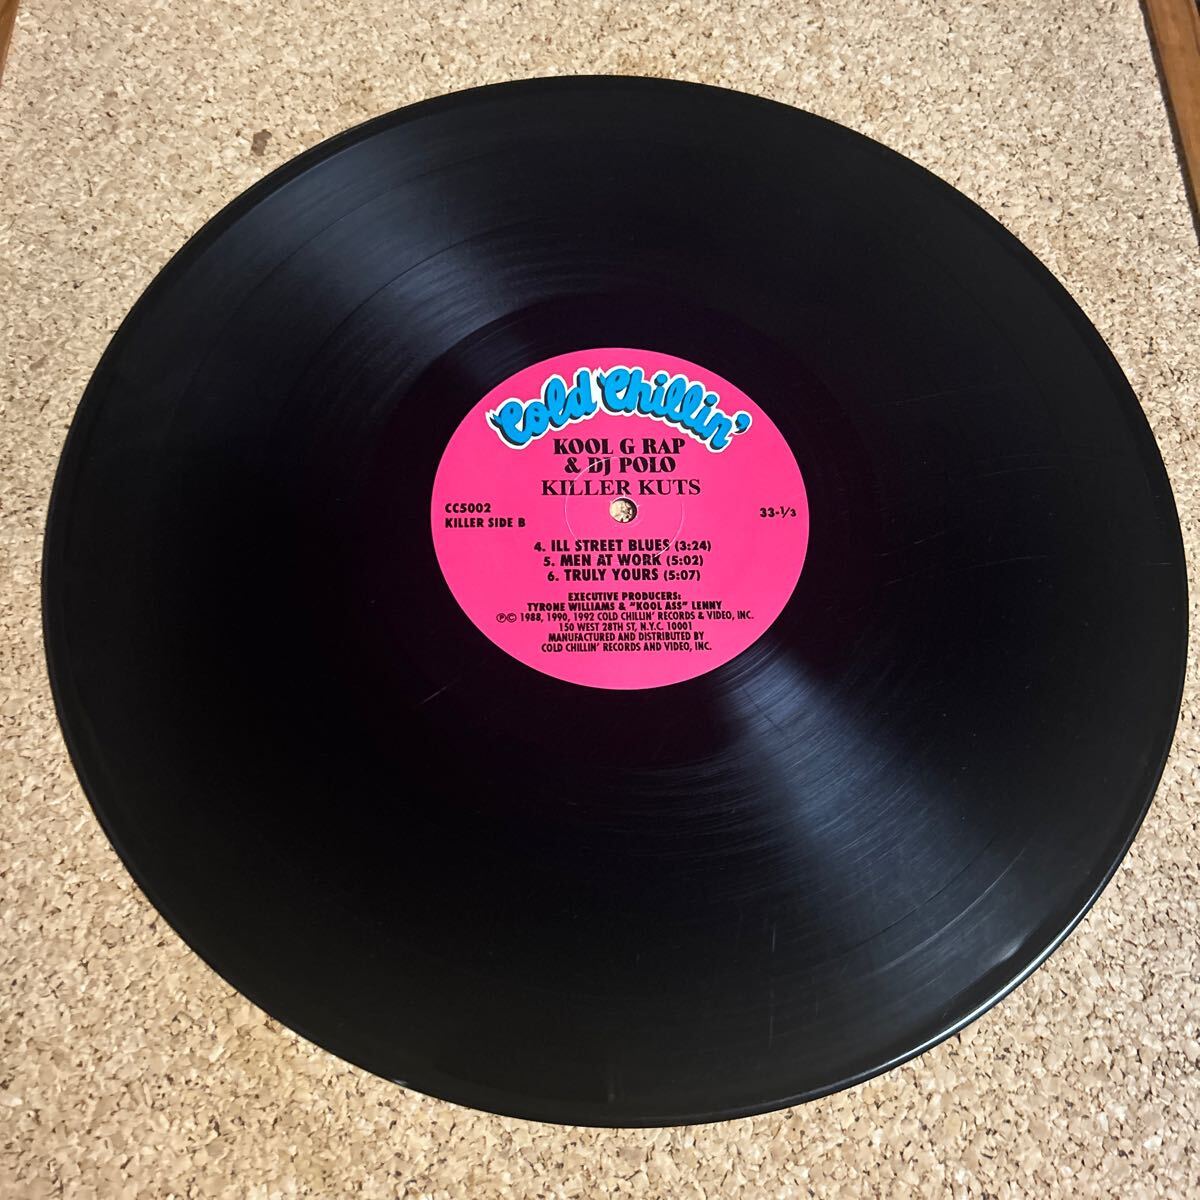 Cold Chillin'
KOOL G RAP
& DJ POLO
KILLER KUTS
CC5002
KILLER SIDE B
33-1/3
4. ILL STREET BLUES (3:24)
5. MEN AT WORK (5:02)
6. TRULY YOURS (5:07)
EXECUTIVE PRODUCERS:
TYRONE WILLIAMS & "KOOL ASS" LENNY
℗© 1988, 1990, 1992 COLD CHILLIN' RECORDS & VIDEO, INC.
150 WEST 28TH ST, N.Y.C. 10001
MANUFACTURED AND DISTRIBUTED BY
COLD CHILLIN' RECORDS AND VIDEO, INC.